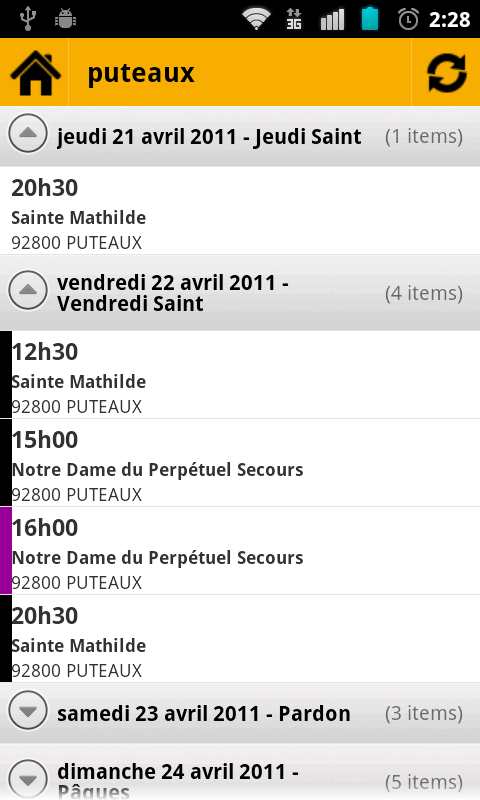 3G
2:28
puteaux
jeudi 21 avril 2011 - Jeudi Saint (1 items)
20h30
Sainte Mathilde
92800 PUTEAUX
vendredi 22 avril 2011 -
Vendredi Saint
(4 items)
12h30
Sainte Mathilde
92800 PUTEAUX
15h00
Notre Dame du Perpétuel Secours
92800 PUTEAUX
16h00
Notre Dame du Perpétuel Secours
92800 PUTEAUX
20h30
Sainte Mathilde
92800 PUTEAUX
samedi 23 avril 2011 - Pardon (3 items)
dimanche 24 avril 2011 -
Pâques
(5 items)